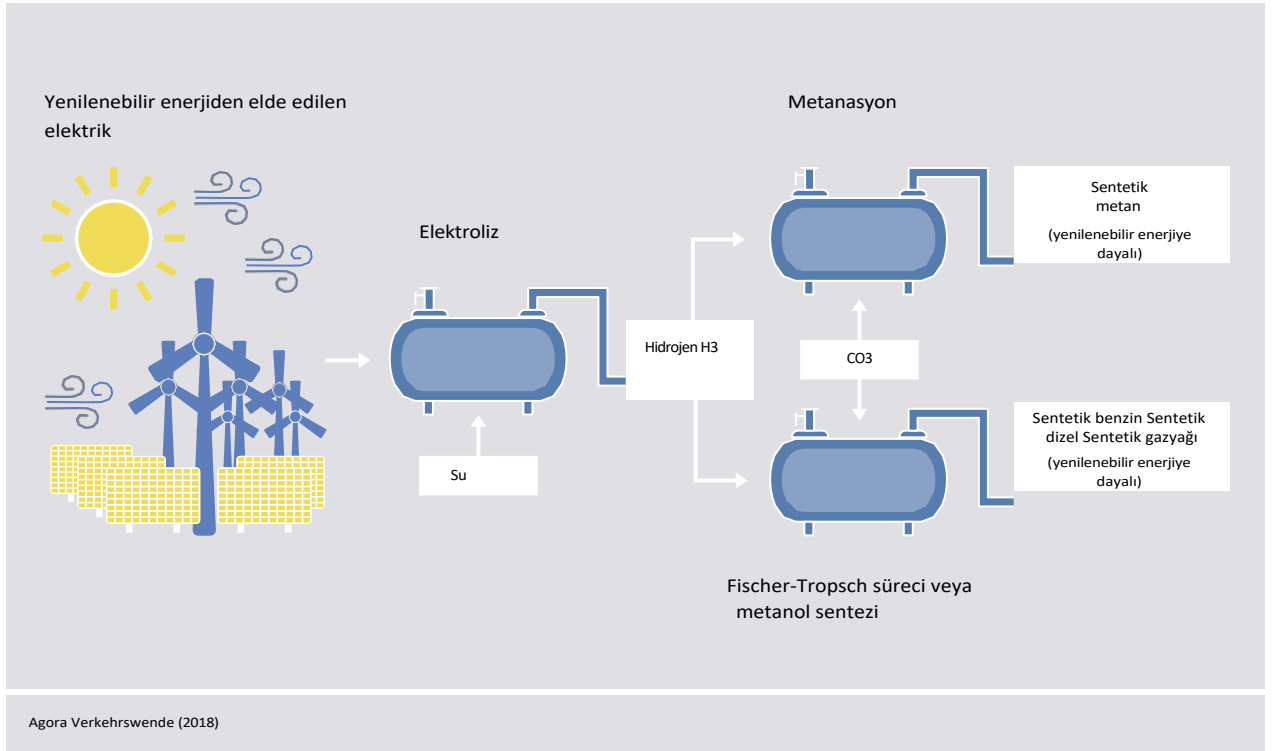 Yenilenebilir enerjiden elde edilen
elektrik
Metanasyon
Sentetik
metan
(yenilenebilir enerjiye
dayalı)
Elektroliz
Hidrojen H3
CO3
Su
Sentetik benzin Sentetik
dizel Sentetik gazyağı
(yenilenebilir enerjiye
dayalı)
Fischer-Tropsch süreci veya
metanol sentezi
Agora Verkehrswende (2018)